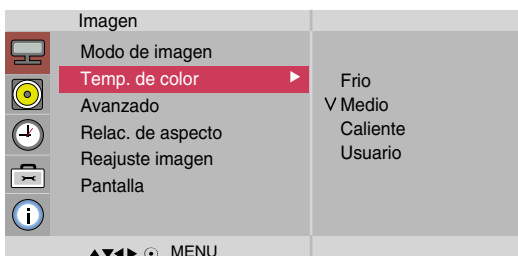 Imagen
Modo de imagen
Temp. de color
Avanzado
Relac. de aspecto
Reajuste imagen
Pantalla
Frio
Medio
Caliente
Usuario
MENU